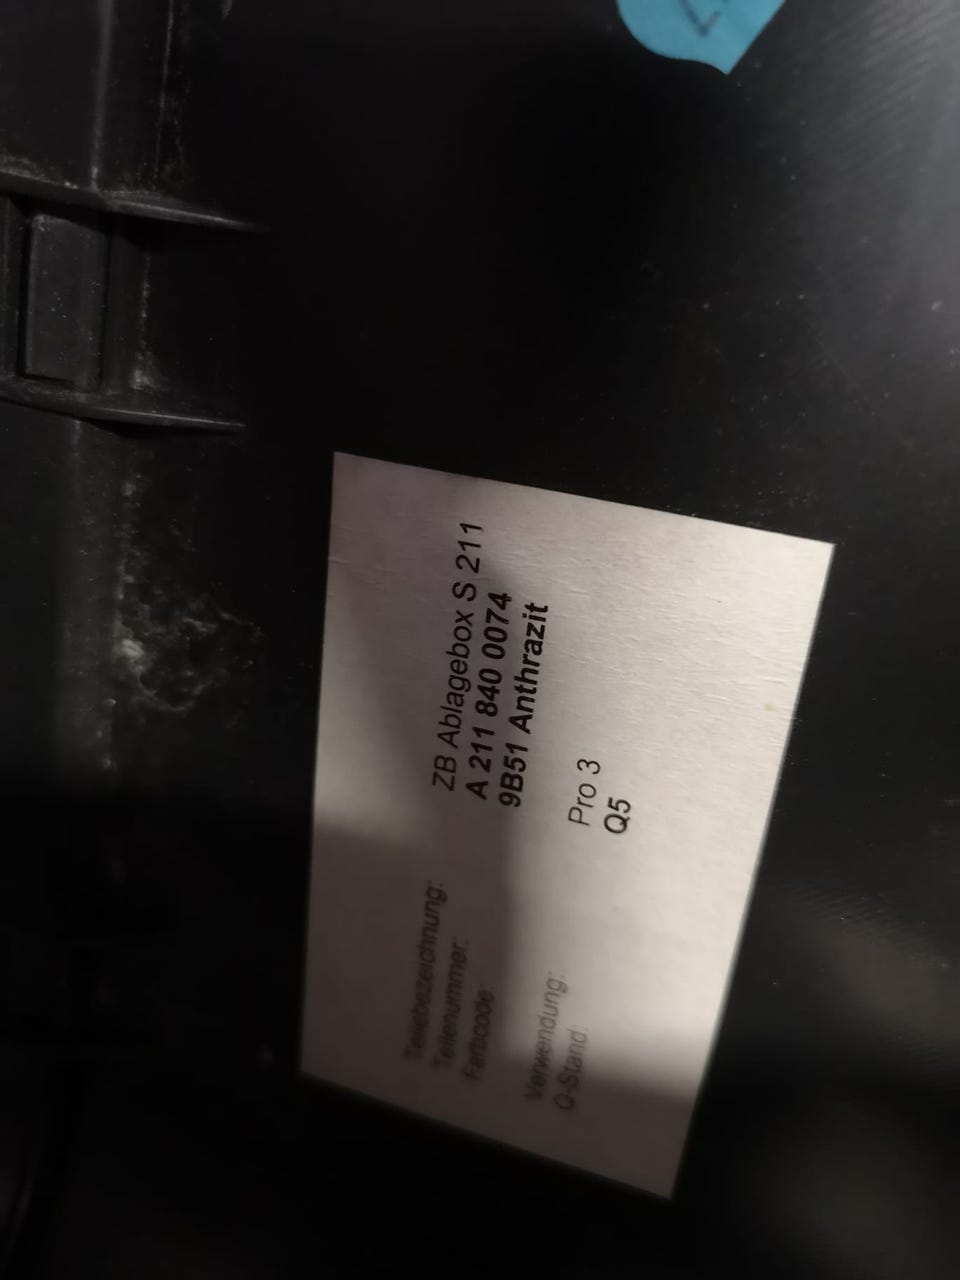 Teilebezeichnung: ZB Ablagebox S 211
Teilenummer: A 211 840 0074
Farbcode: 9B51 Anthrazit
Verwendung: Pro 3
Q-Stand: Q5